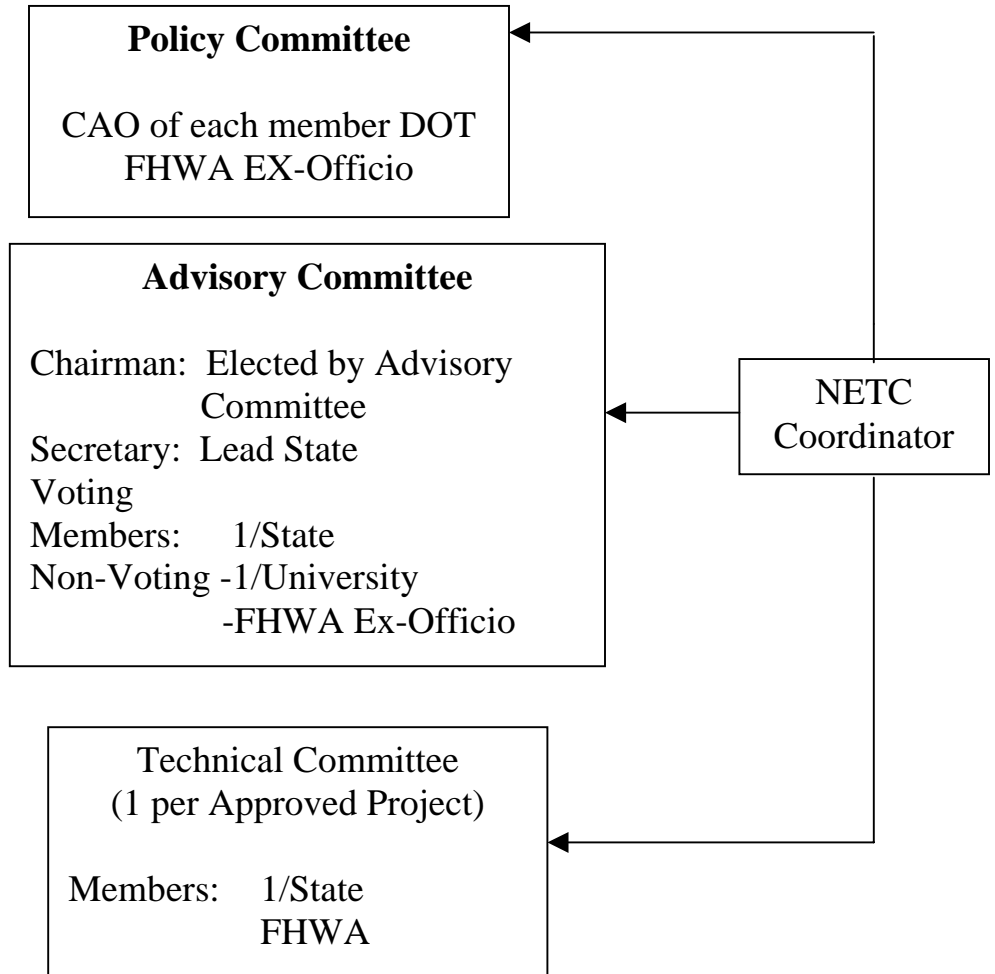 Policy Committee
CAO of each member DOT
FHWA EX-Officio
Advisory Committee
Chairman: Elected by Advisory
Committee
Secretary: Lead State
Voting
Members: 1/State
Non-Voting -1/University
-FHWA Ex-Officio
NETC
Coordinator
Technical Committee
(1 per Approved Project)
Members: 1/State
FHWA